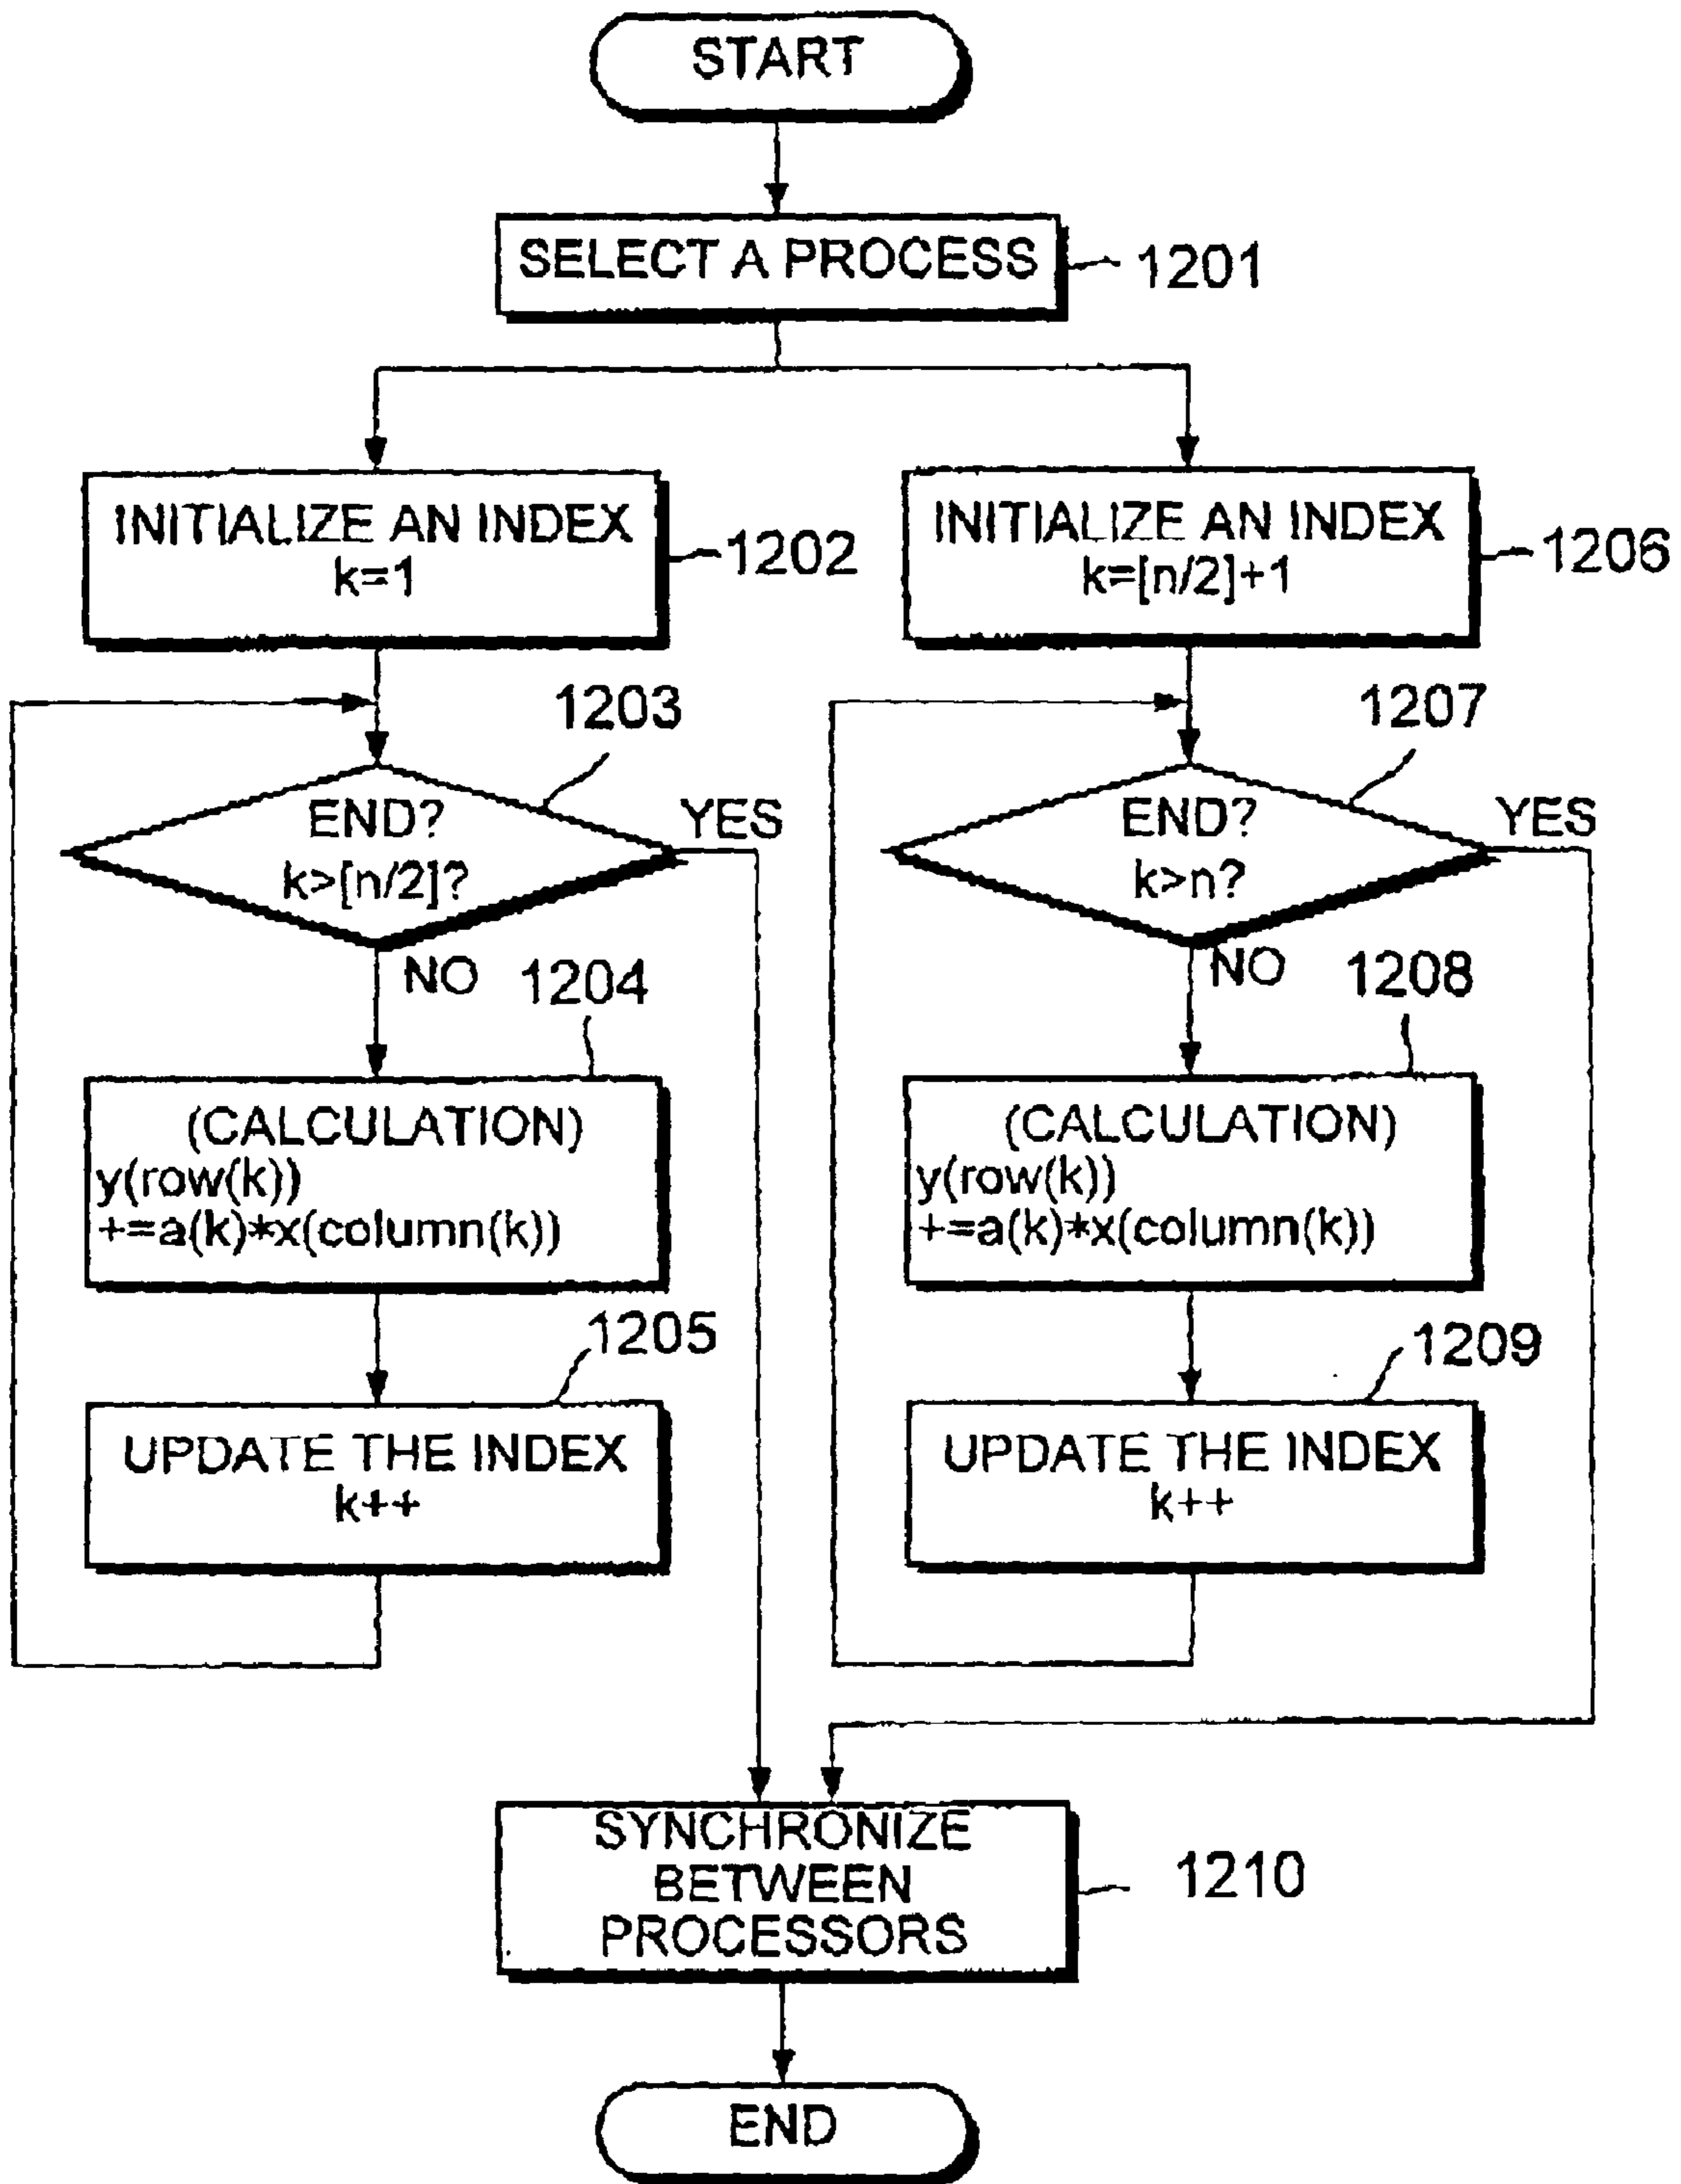 START
SELECT A PROCESS
1201
INITIALIZE AN INDEX
k=1
1202
INITIALIZE AN INDEX
k=[n/2]+1
1206
1203
END?
k>[n/2]?
YES
NO
1204
(CALCULATION)
y(row(k))
+=a(k)*x(column(k))
1205
UPDATE THE INDEX
k++
1207
END?
k>n?
YES
NO
1208
(CALCULATION)
y(row(k))
+=a(k)*x(column(k))
1209
UPDATE THE INDEX
k++
SYNCHRONIZE
BETWEEN
PROCESSORS
1210
END